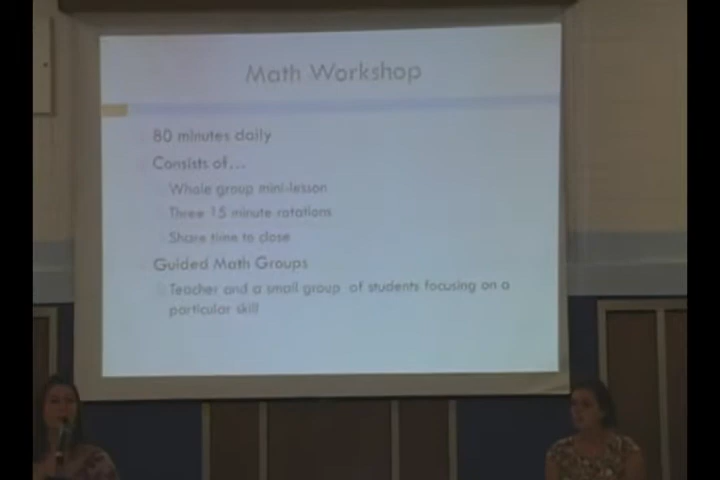 Math Workshop
80 minutes daily
Consists of...
Whole group mini-lesson
Three 15 minute rotations
Share time to close
Guided Math Groups
Teacher and a small group of students focusing on a
particular skill